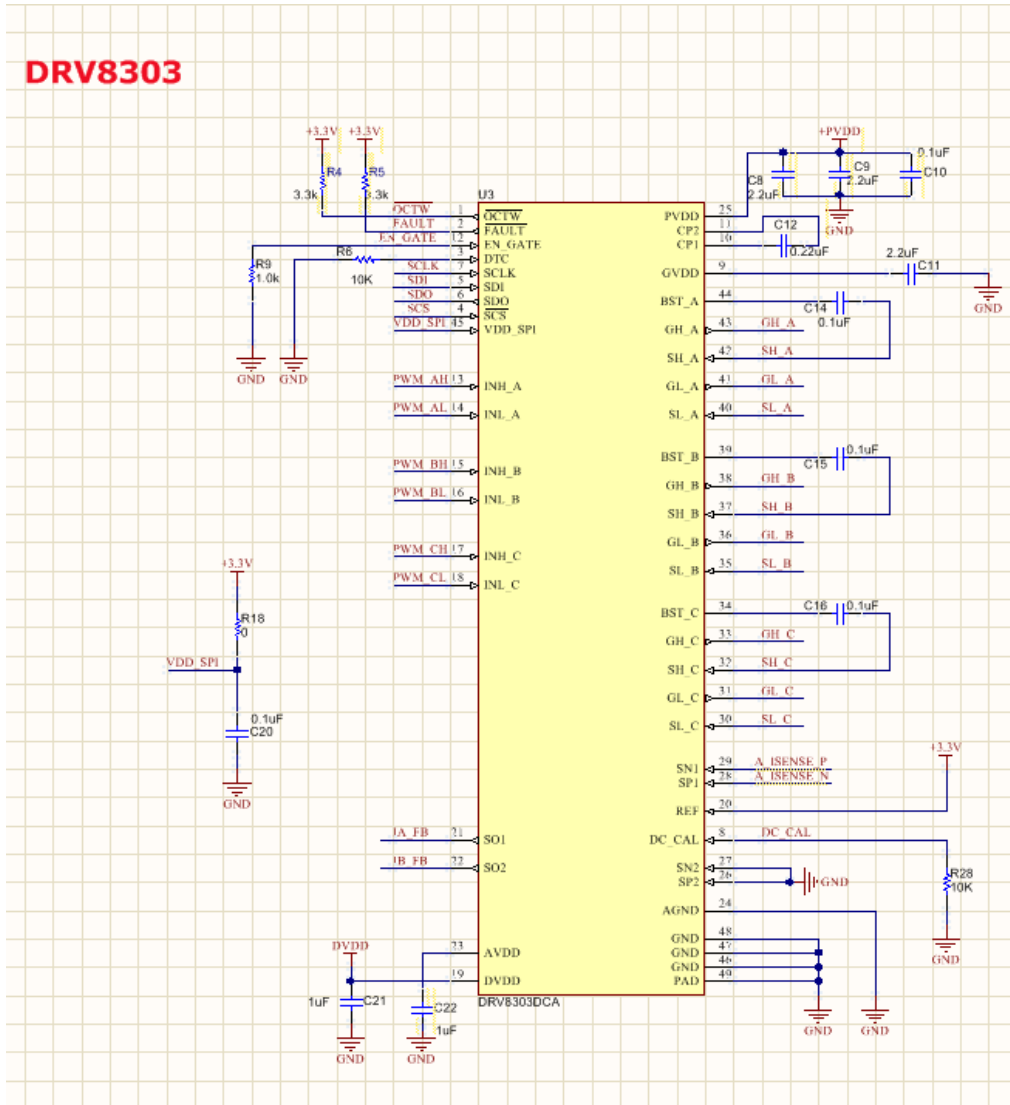 DRV8303
+3.3V +3.3V
R4 R5
3.3k 3.3k
+PVDD
C8 2.2uF
C9 2.2uF
0.1uF C10
GND
U3
OCTW 1 OCTW
FAULT 2 FAULT
EN_GATE 12 EN_GATE
3 DTC
SCLK 7 SCLK
SDI 5 SDI
SDO 6 SDO
SCS 4 SCS
VDD_SPI 45 VDD_SPI
R9 1.0k
R6 10K
GND GND
PWM_AH 13 INH_A
PWM_AL 14 INL_A
PWM_BH 15 INH_B
PWM_BL 16 INL_B
PWM_CH 17 INH_C
PWM_CL 18 INL_C
+3.3V
R18
0
VDD_SPI
0.1uF
C20
GND
21 SO1
22 SO2
DVDD
23 AVDD
19 DVDD
1uF C21
C22
1uF
GND GND
PVDD 25
CP2 11
CP1
C12
0.22uF
GVDD 9
2.2uF
C11
GND
BST_A 44
C14
0.1uF
GH_A 43 GH_A
SH_A 42 SH_A
GL_A 41 GL_A
SL_A 40 SL_A
BST_B 39
C15
0.1uF
GH_B 38 GH_B
SH_B 37 SH_B
GL_B 36 GL_B
SL_B 35 SL_B
BST_C 34
C16
0.1uF
GH_C 33 GH_C
SH_C 32 SH_C
GL_C 31 GL_C
SL_C 30 SL_C
SN1 29 A_ISENSE_P
SP1 28 A_ISENSE_N
+3.3V
REF 20
DC_CAL 8 DC_CAL
SN2 27
SP2 26
GND
R28
10K
GND
AGND 24
GND 48
GND 47
GND 46
PAD 49
GND GND
DRV8303DCA